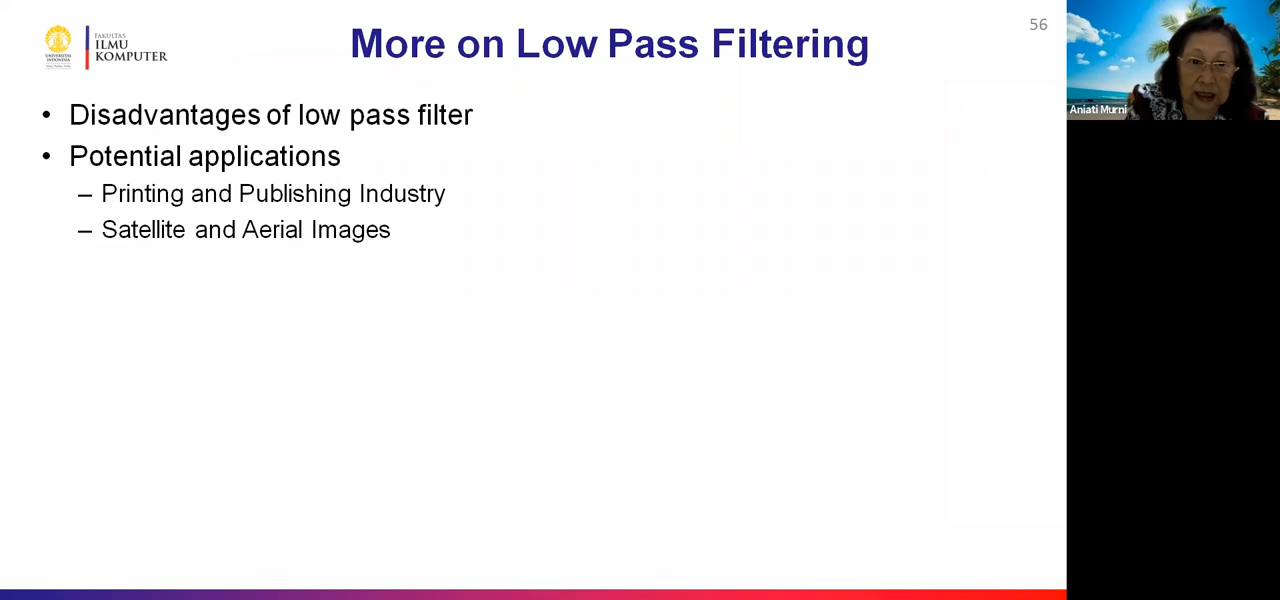 FAKULTAS
ILMU
KOMPUTER
UNIVERSITAS
INDONESIA
More on Low Pass Filtering
56
Aniati Murni
• Disadvantages of low pass filter
• Potential applications
– Printing and Publishing Industry
– Satellite and Aerial Images